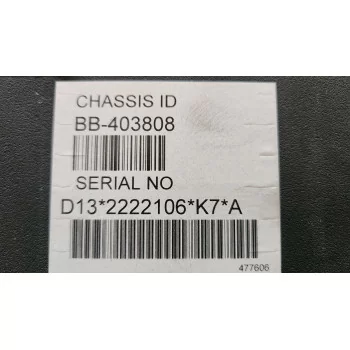 CHASSIS ID
BB-403808
SERIAL NO
D13*2222106*K7*A
477606